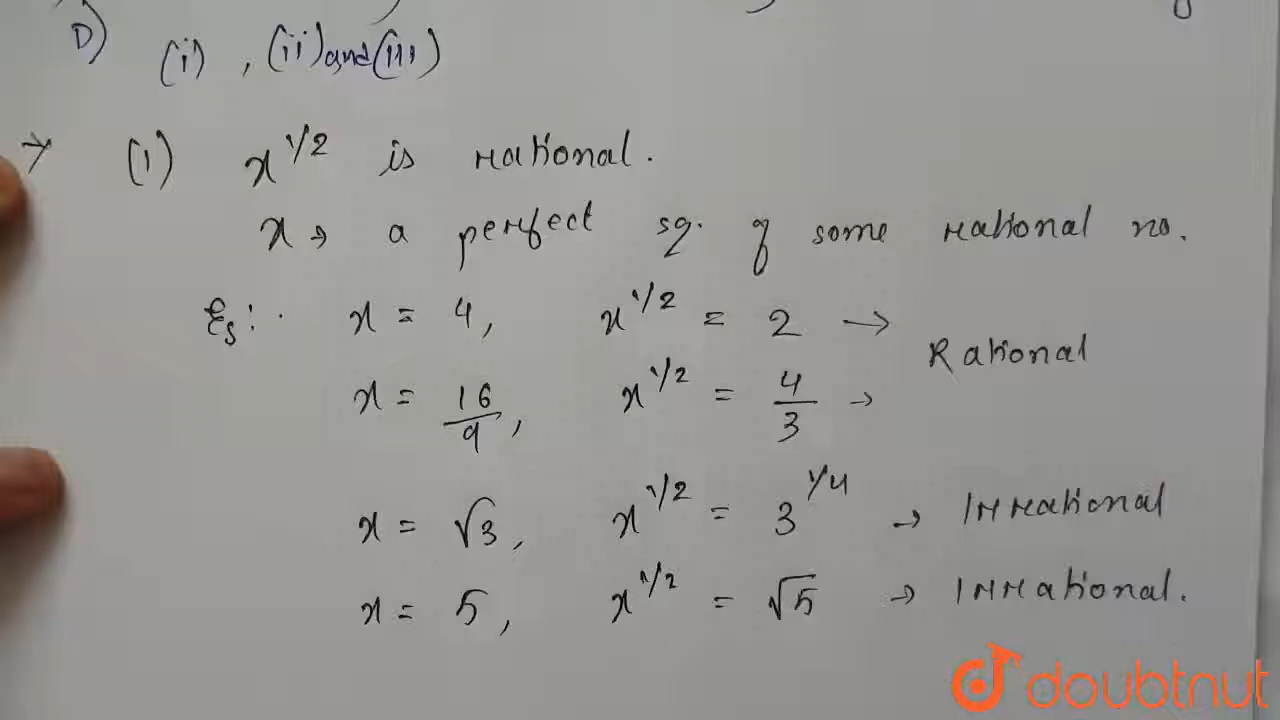 D) (i) , (ii) and (iii)
→ (1) x^1/2 is rational.
x → a perfect sq. of some rational no.
Eg:. x = 4, x^1/2 = 2 →
Rational
x = 16/9, x^1/2 = 4/3 →
x = √3, x^1/2 = 3^1/4 → Irrational
x = 5, x^1/2 = √5 → Irrational.
doubtnut